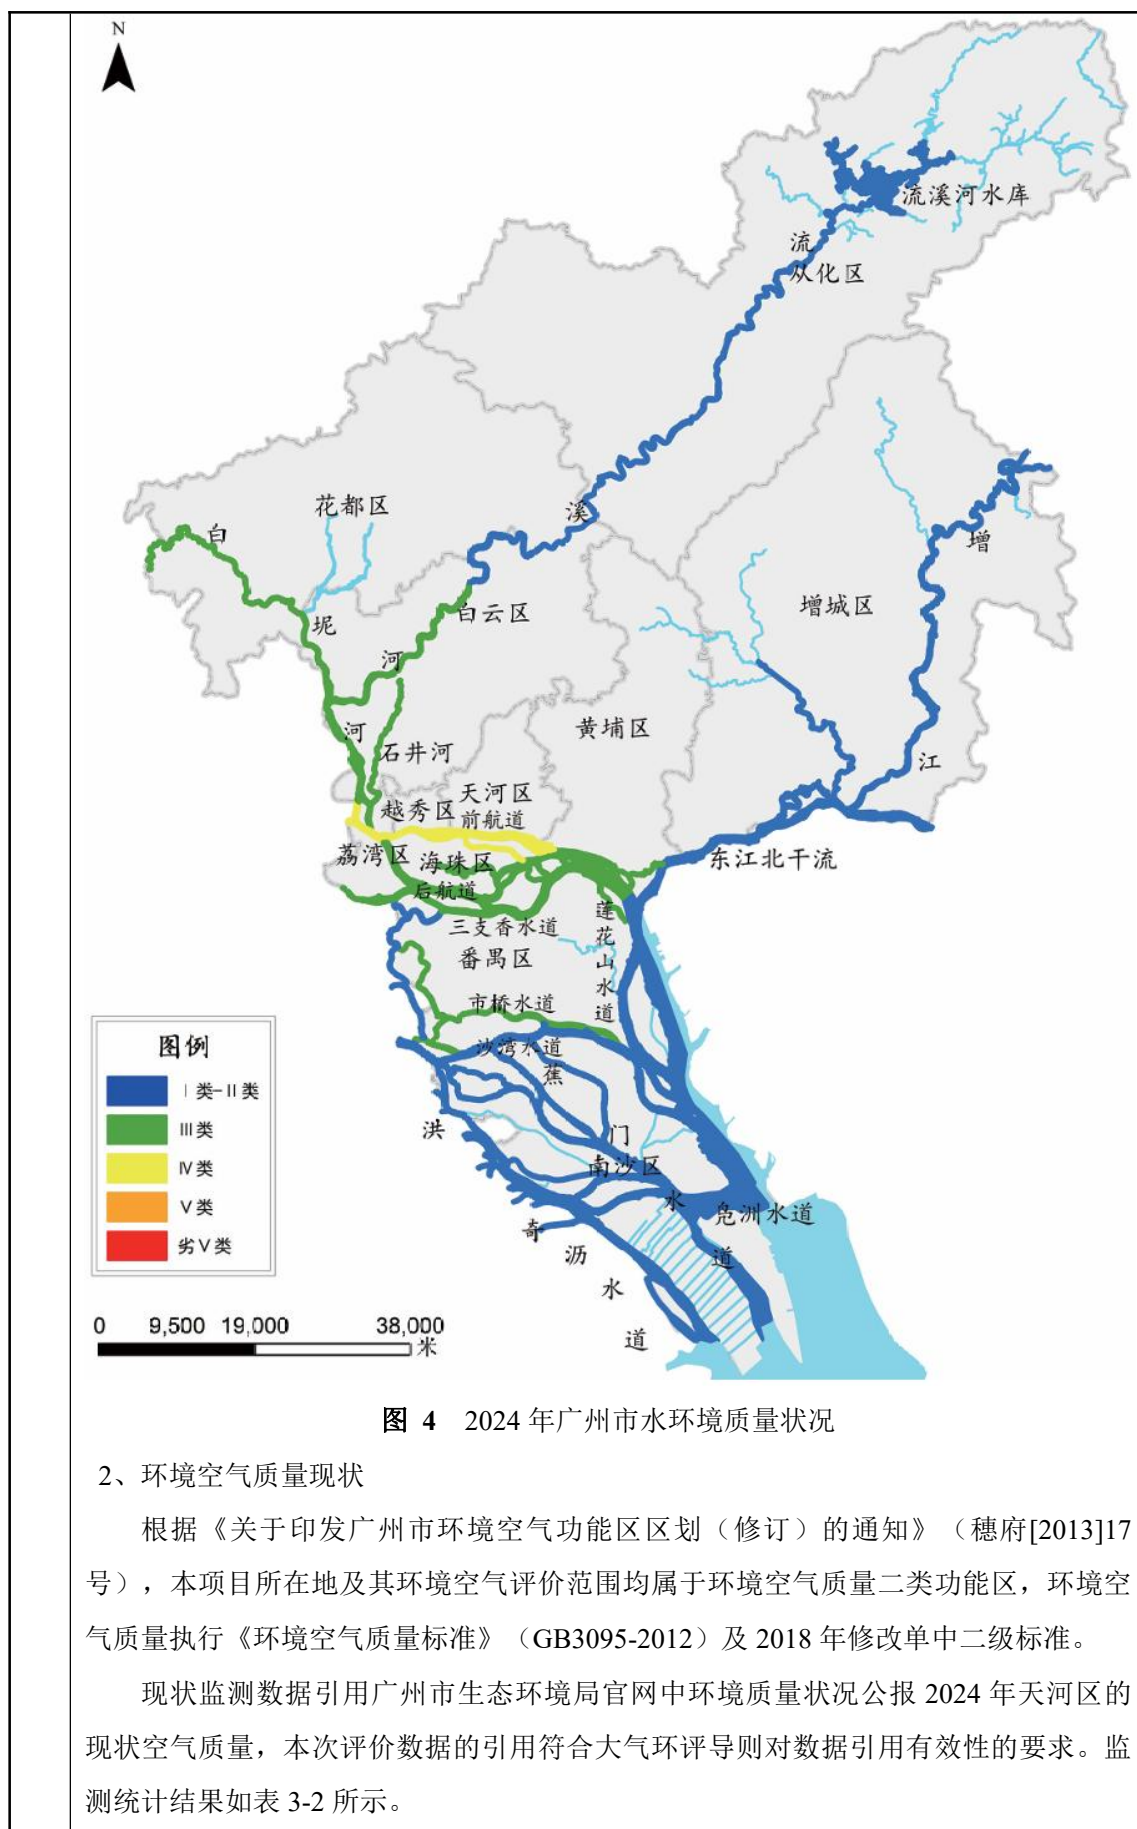 N
流溪河水库
流
从化区
花都区
溪
白
增
增城区
白云区
坭
河
黄埔区
河
石井河
江
天河区
越秀区
前航道
荔湾区
海珠区
东江北干流
后航道
莲花山水道
三支香水道
番禺区
市桥水道
沙湾水道
蕉
洪
门
南沙区
水
凫洲水道
奇
沥
道
水
道
图例
I 类-II 类
III 类
IV 类
V 类
劣 V 类
0 9,500 19,000 38,000
米
图 4 2024 年广州市水环境质量状况
2、环境空气质量现状
根据《关于印发广州市环境空气功能区区划（修订）的通知》（穗府[2013]17
号），本项目所在地及其环境空气评价范围均属于环境空气质量二类功能区，环境空
气质量执行《环境空气质量标准》（GB3095-2012）及 2018 年修改单中二级标准。
现状监测数据引用广州市生态环境局官网中环境质量状况公报 2024 年天河区的
现状空气质量，本次评价数据的引用符合大气环评导则对数据引用有效性的要求。监
测统计结果如表 3-2 所示。